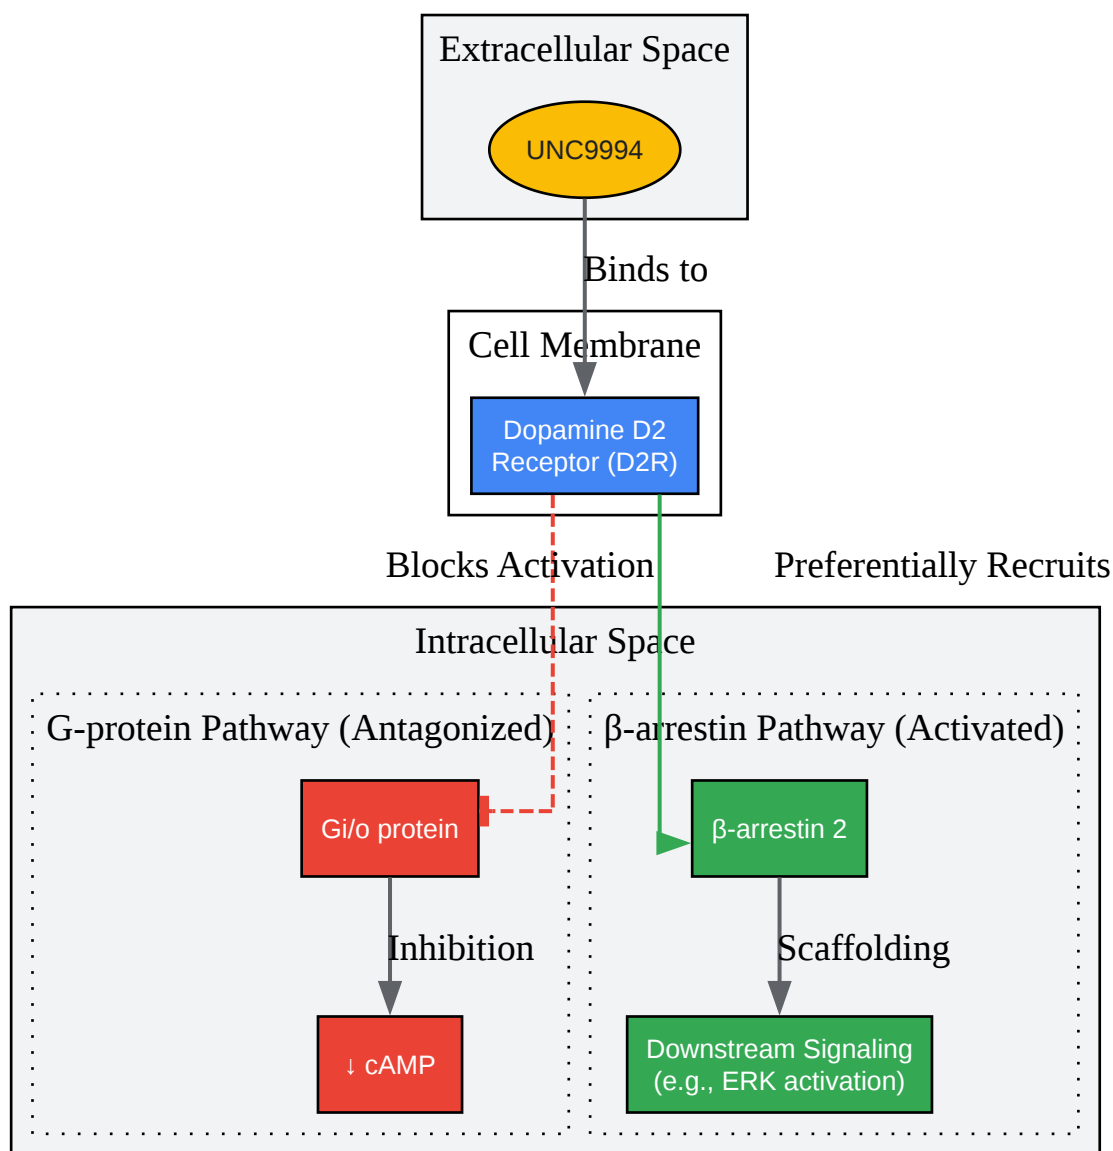 Extracellular Space
UNC9994
Binds to
Cell Membrane
Dopamine D2
Receptor (D2R)
Blocks Activation
Preferentially Recruits
Intracellular Space
G-protein Pathway (Antagonized)
β-arrestin Pathway (Activated)
Gi/o protein
β-arrestin 2
Inhibition
Scaffolding
↓ cAMP
Downstream Signaling
(e.g., ERK activation)